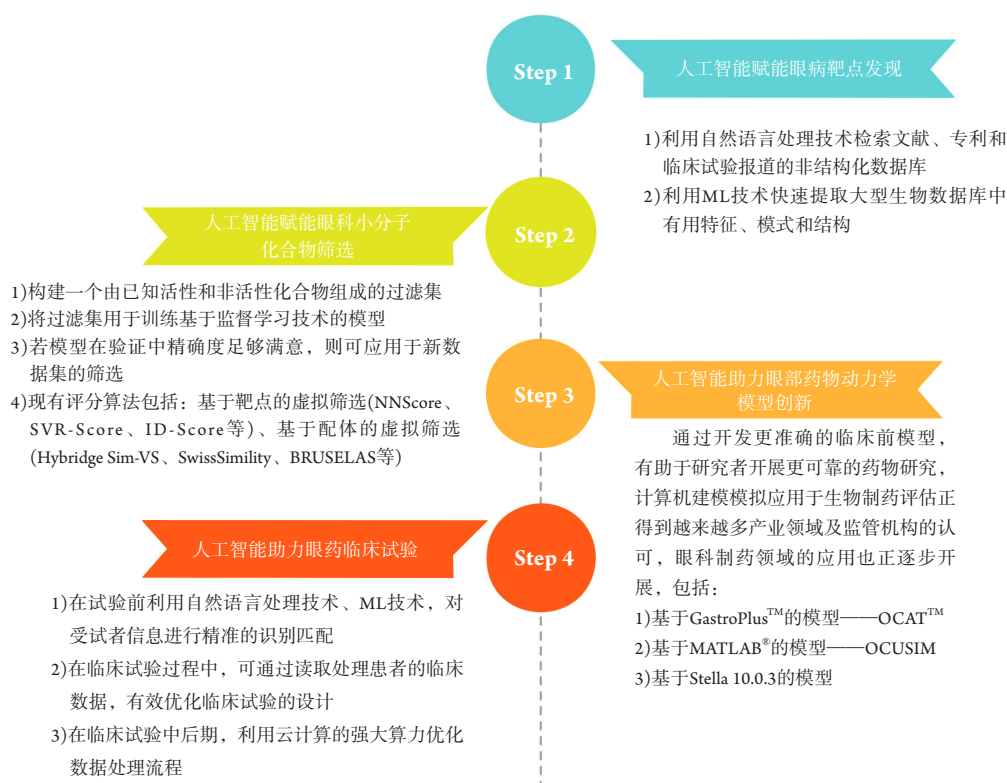 Step 1
人工智能赋能眼病靶点发现
1)利用自然语言处理技术检索文献、专利和
临床试验报道的非结构化数据库
2)利用ML技术快速提取大型生物数据库中
有用特征、模式和结构
Step 2
人工智能赋能眼科小分子
化合物筛选
1)构建一个由已知活性和非活性化合物组成的过滤集
2)将过滤集用于训练基于监督学习技术的模型
3)若模型在验证中精确度足够满意，则可应用于新数
据集的筛选
4)现有评分算法包括：基于靶点的虚拟筛选(NNScore、
SVR-Score、ID-Score等)、基于配体的虚拟筛选
(Hybridge Sim-VS、SwissSimility、BRUSELAS等)
Step 3
人工智能助力眼部药物动力学
模型创新
通过开发更准确的临床前模型，
有助于研究者开展更可靠的药物研究，
计算机建模模拟应用于生物制药评估正
得到越来越多产业领域及监管机构的认
可，眼科制药领域的应用也正逐步开
展，包括：
1)基于GastroPlus™的模型——OCAT™
2)基于MATLAB®的模型——OCUSIM
3)基于Stella 10.0.3的模型
Step 4
人工智能助力眼药临床试验
1)在试验前利用自然语言处理技术、ML技术，对
受试者信息进行精准的识别匹配
2)在临床试验过程中，可通过读取处理患者的临床
数据，有效优化临床试验的设计
3)在临床试验中后期，利用云计算的强大算力优化
数据处理流程